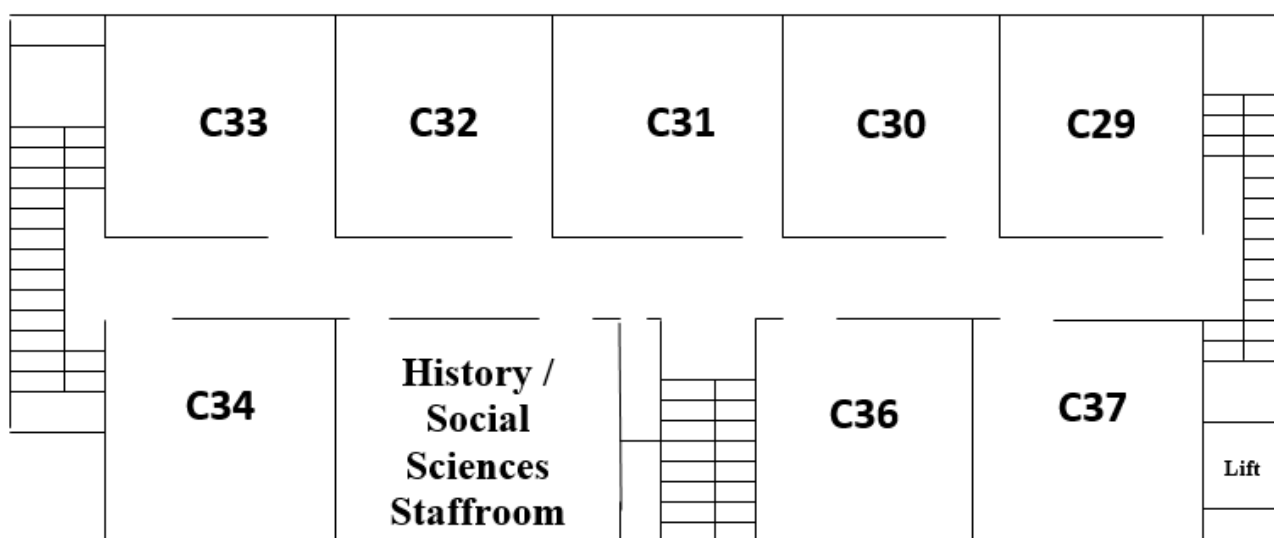 C33
C32
C31
C30
C29
C34
History /
Social
Sciences
Staffroom
C36
C37
Lift